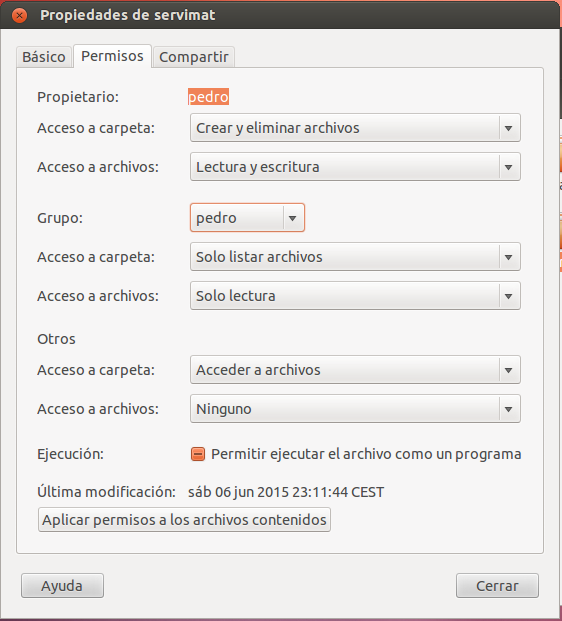 Propiedades de servimat
Básico Permisos Compartir
Propietario: pedro
Acceso a carpeta: Crear y eliminar archivos
Acceso a archivos: Lectura y escritura
Grupo: pedro
Acceso a carpeta: Solo listar archivos
Acceso a archivos: Solo lectura
Otros
Acceso a carpeta: Acceder a archivos
Acceso a archivos: Ninguno
Ejecución: Permitir ejecutar el archivo como un programa
Última modificación: sáb 06 jun 2015 23:11:44 CEST
Aplicar permisos a los archivos contenidos
Ayuda Cerrar